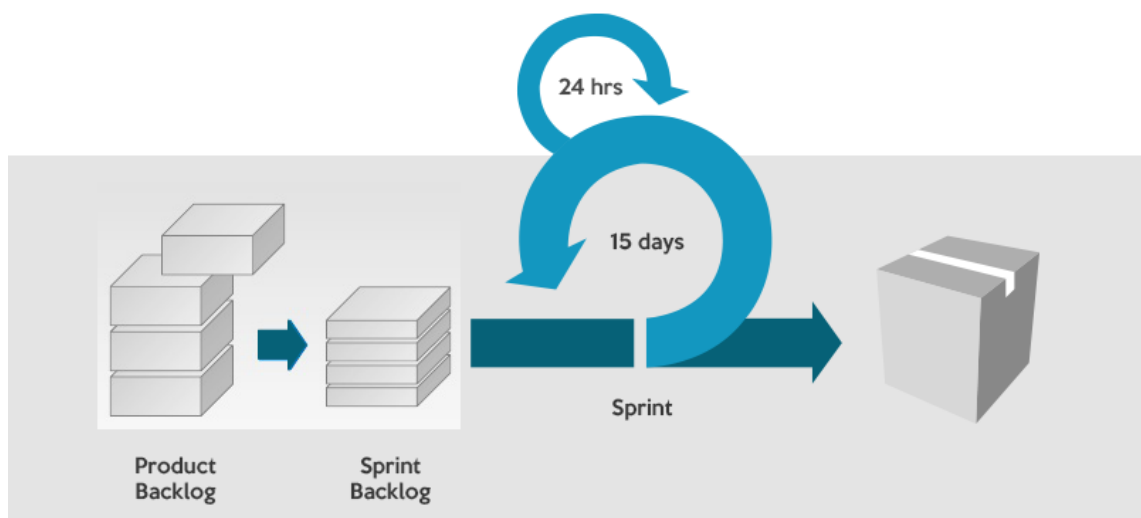 24 hrs
15 days
Sprint
Product
Backlog
Sprint
Backlog